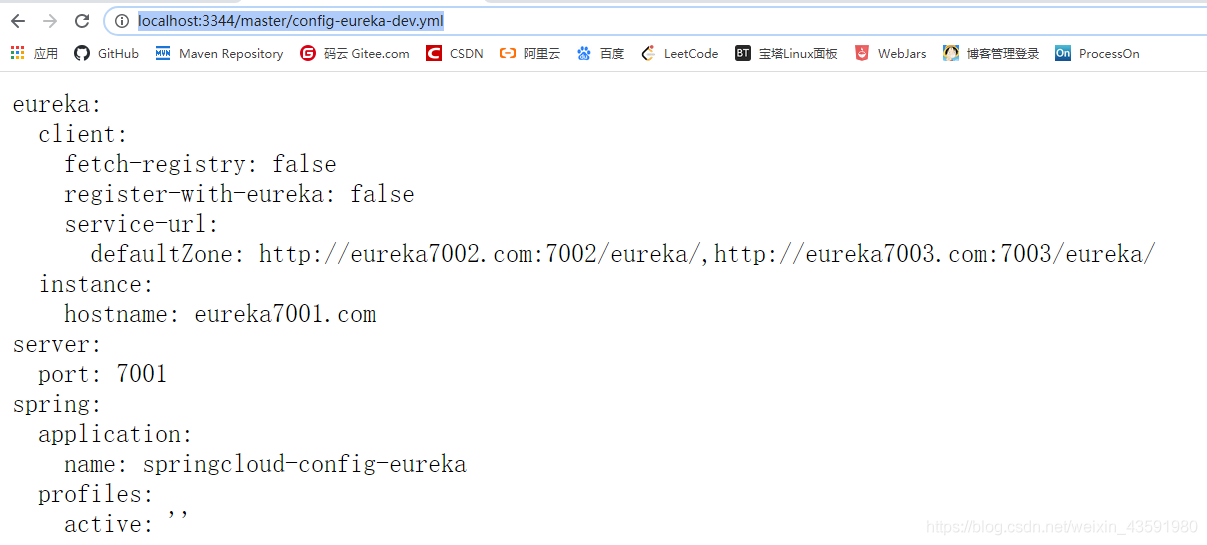 localhost:3344/master/config-eureka-dev.yml
应用 GitHub Maven Repository 码云 Gitee.com CSDN 阿里云 百度 LeetCode 宝塔Linux面板 WebJars 博客管理登录 ProcessOn
eureka:
  client:
    fetch-registry: false
    register-with-eureka: false
    service-url:
      defaultZone: http://eureka7002.com:7002/eureka/,http://eureka7003.com:7003/eureka/
  instance:
    hostname: eureka7001.com
server:
  port: 7001
spring:
  application:
    name: springcloud-config-eureka
  profiles:
    active: ''
https://blog.csdn.net/weixin_43591980